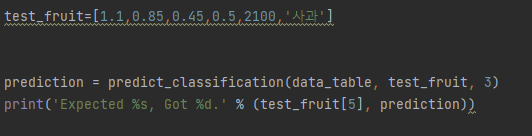 test_fruit=[1.1,0.85,0.45,0.5,2100,'사과']
prediction = predict_classification(data_table, test_fruit, 3)
print('Expected %s, Got %d.' % (test_fruit[5], prediction))